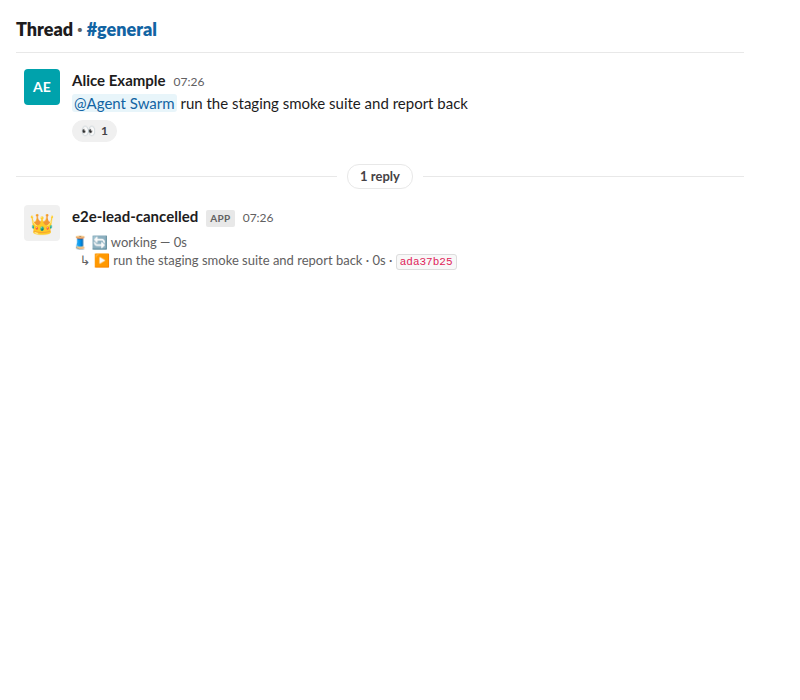 Thread • #general
AE
Alice Example 07:26
@Agent Swarm run the staging smoke suite and report back
👀 1
1 reply
e2e-lead-cancelled APP 07:26
🧵 🔄 working — 0s
↳ ▶️ run the staging smoke suite and report back · 0s · ada37b25